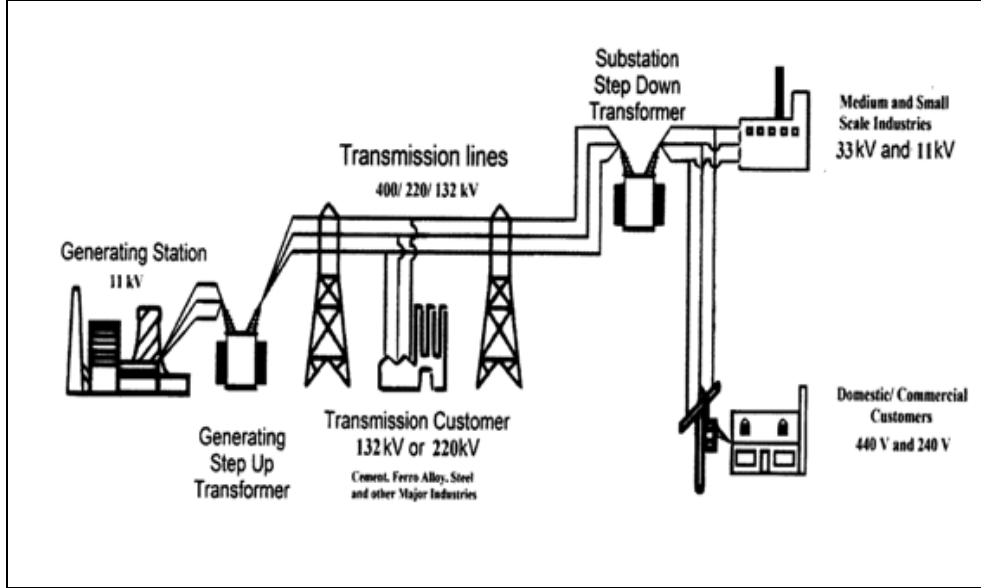 Generating Station
11 kV
Generating
Step Up
Transformer
Transmission lines
400/ 220/ 132 kV
Transmission Customer
132kV or 220kV
Cement, Ferro Alloy, Steel
and other Major Industries
Substation
Step Down
Transformer
Medium and Small
Scale Industries
33kV and 11kV
Domestic/ Commercial
Customers
440 V and 240 V